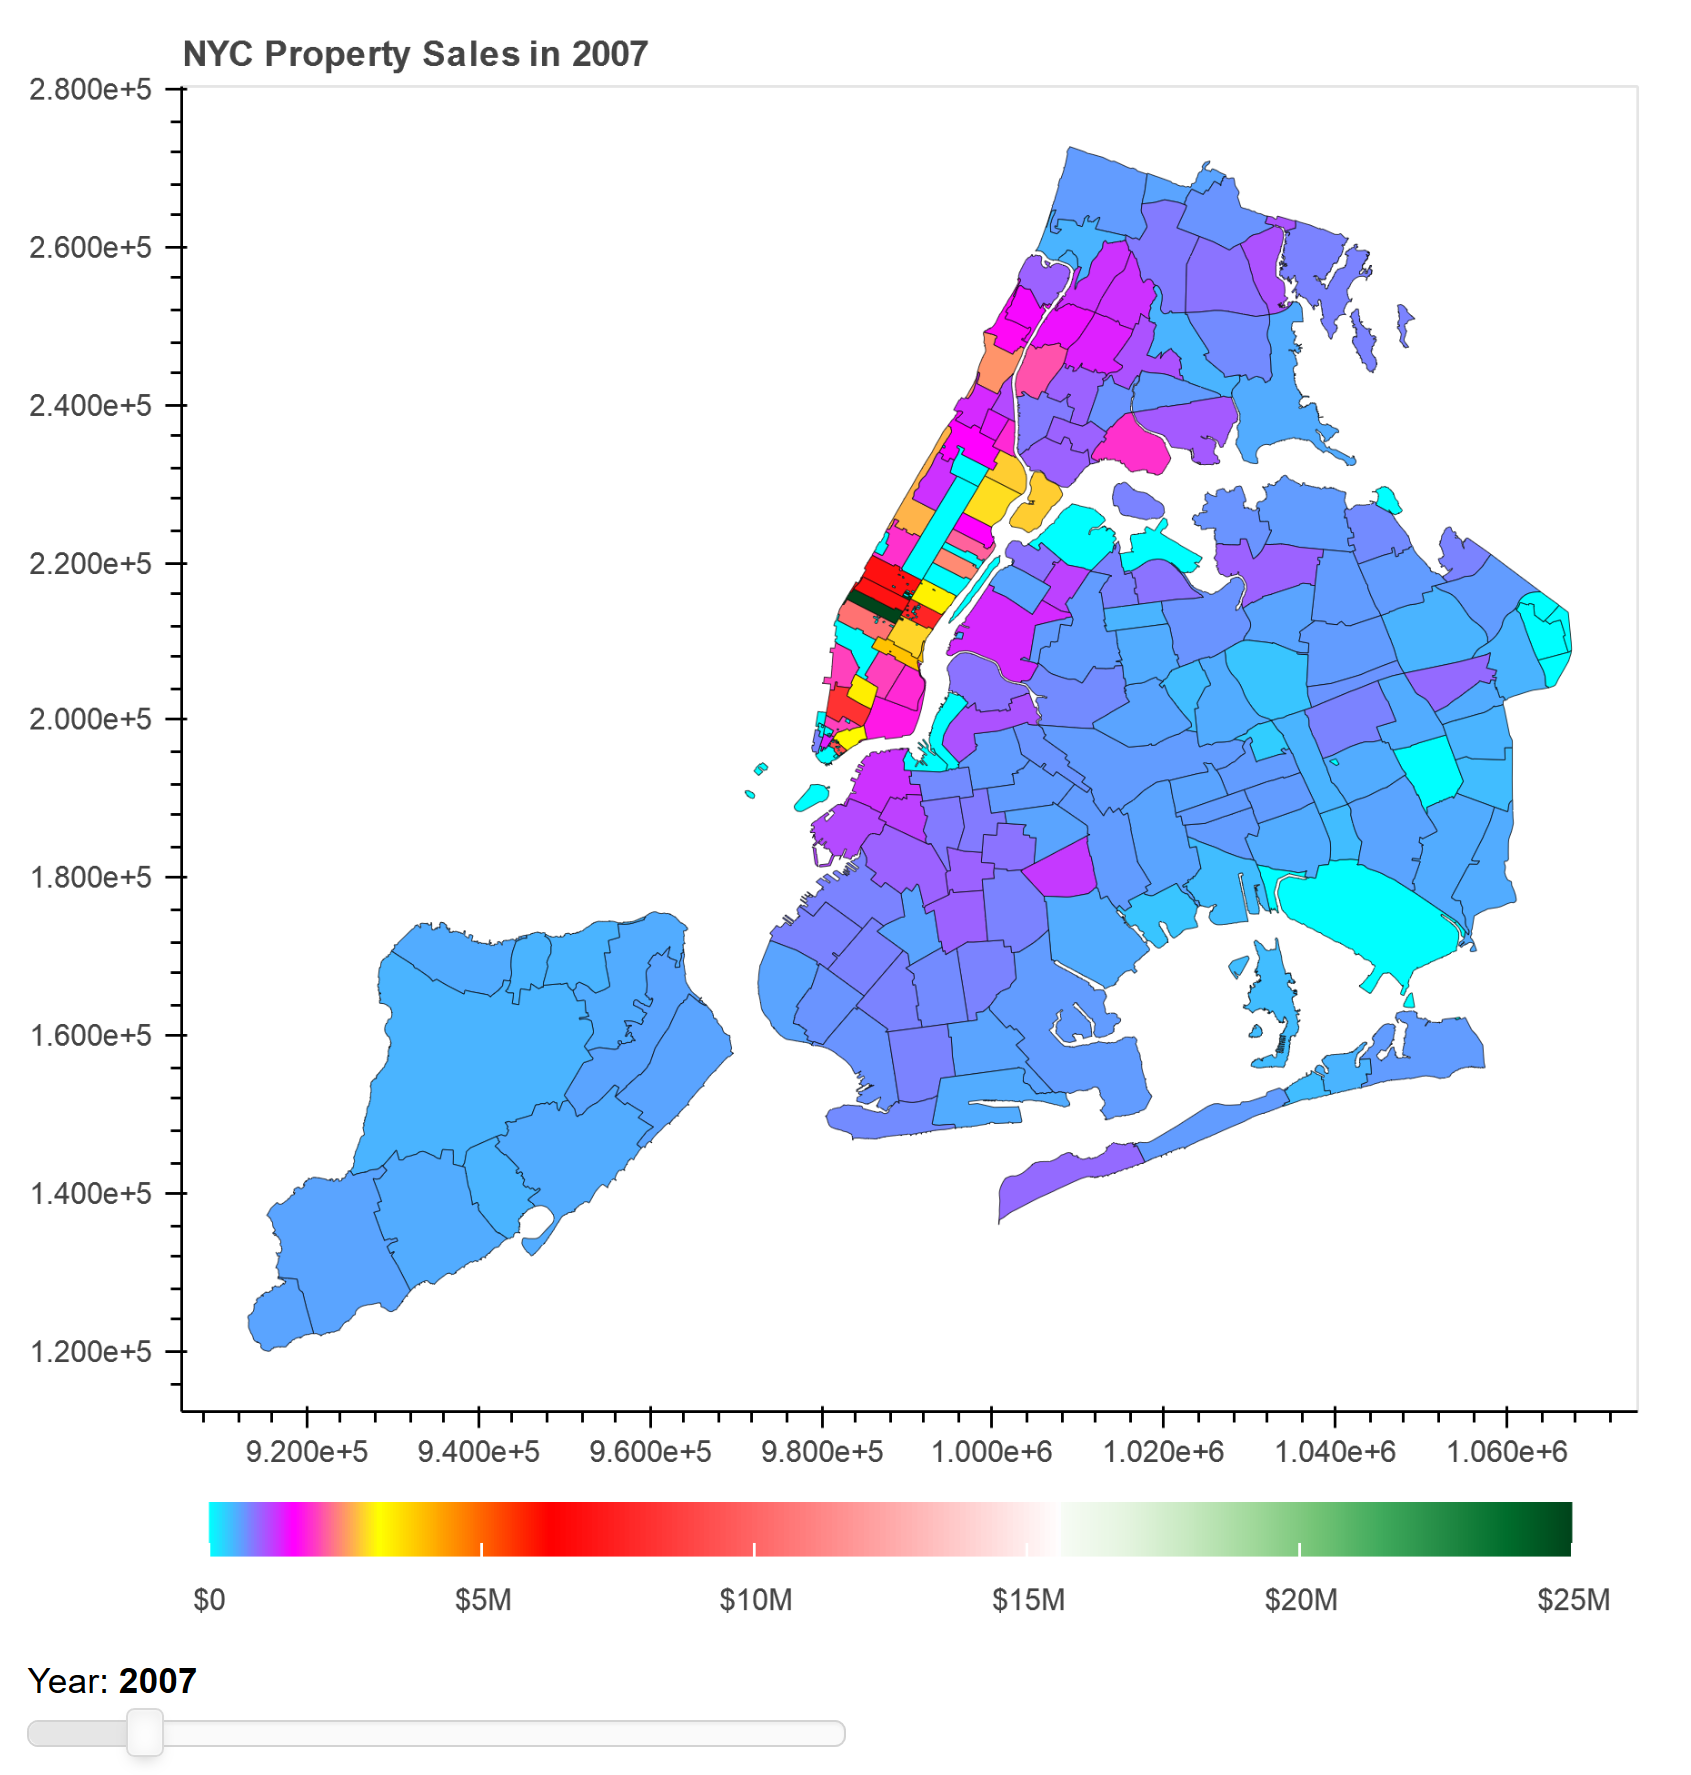 NYC Property Sales in 2007
2.800e+5
2.600e+5
2.400e+5
2.200e+5
2.000e+5
1.800e+5
1.600e+5
1.400e+5
1.200e+5
9.200e+5 9.400e+5 9.600e+5 9.800e+5 1.000e+6 1.020e+6 1.040e+6 1.060e+6
$0 $5M $10M $15M $20M $25M
Year: 2007